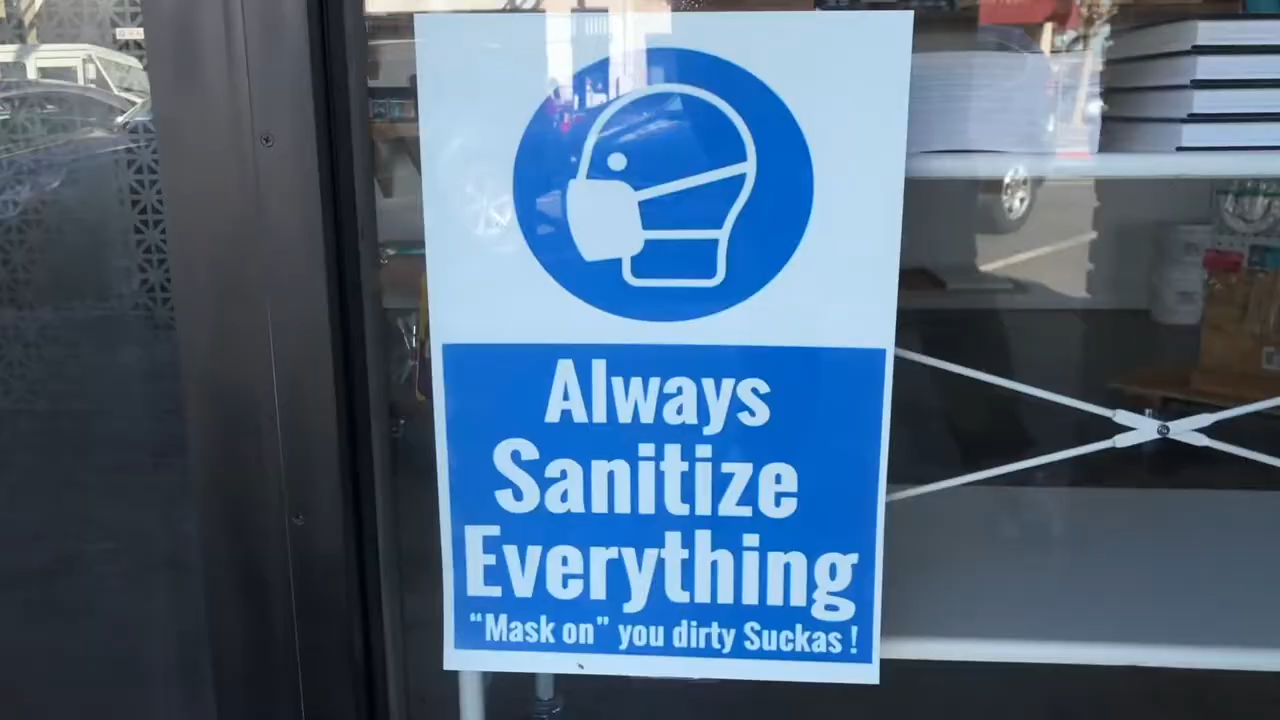 Always
Sanitize
Everything
“Mask on” you dirty Suckas !